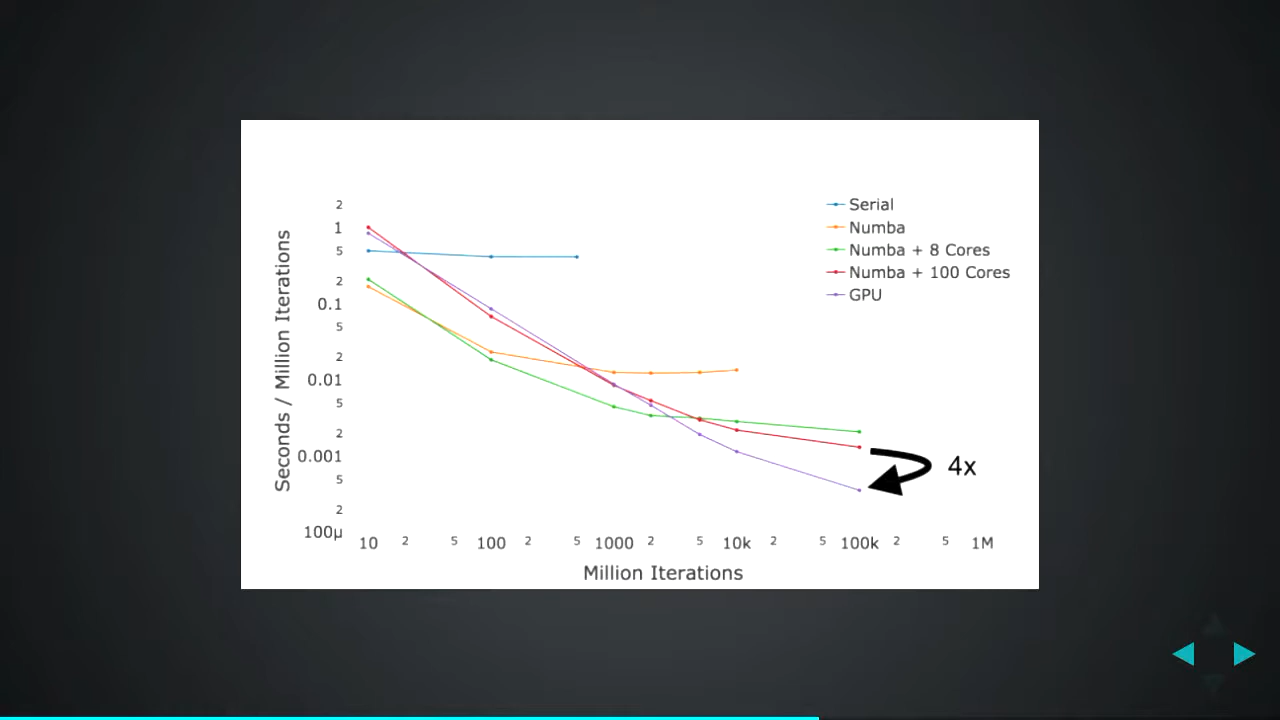 Serial
Numba
Numba + 8 Cores
Numba + 100 Cores
GPU
Seconds / Million Iterations
2
1
5
2
0.1
5
2
0.01
5
2
0.001
5
2
100μ
4x
10 2 5 100 2 5 1000 2 5 10k 2 5 100k 2 5 1M
Million Iterations